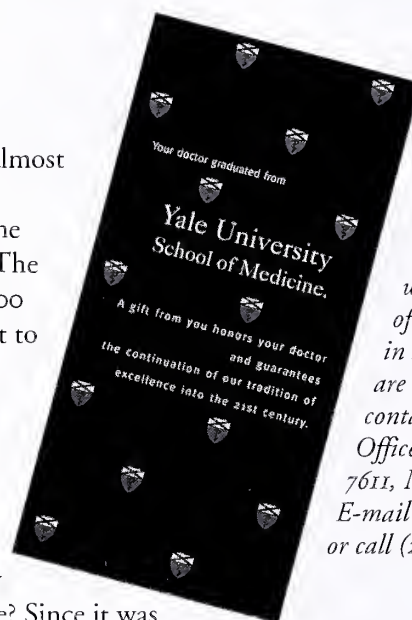 almost
The
00
t to
e? Since it was
Your doctor graduated from
Yale University
School of Medicine.
A gift from you honors your doctor
and guarantees
the continuation of our tradition of
excellence into the 21st century.
of
in
are
conta
Office
7611,
E-mail
or call (2